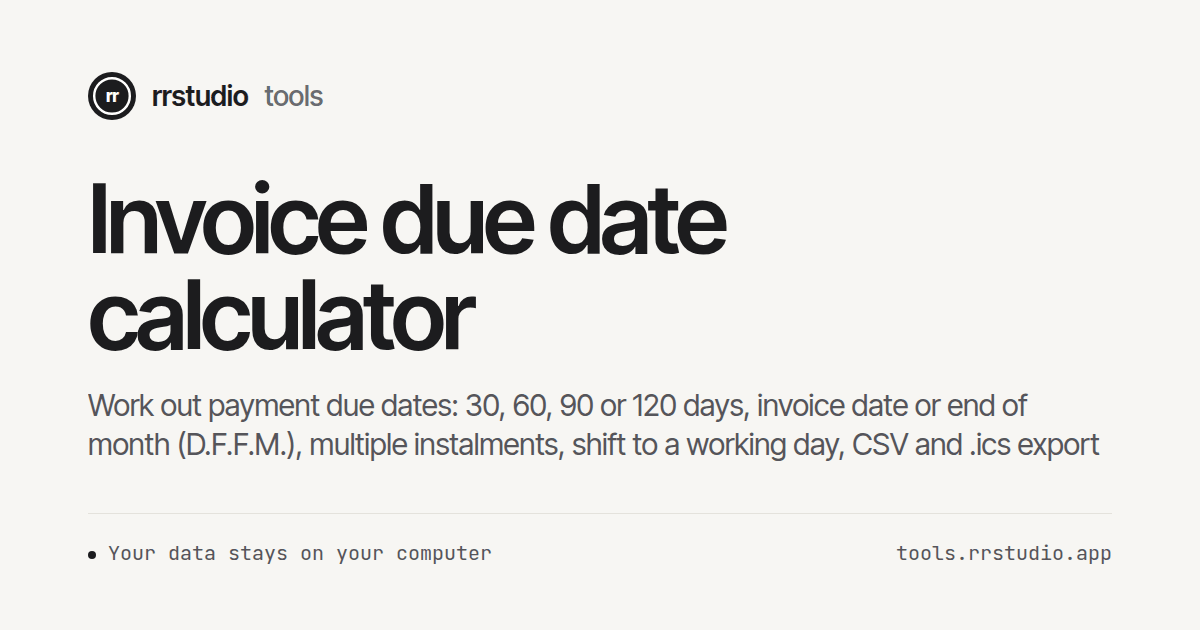 rr
rrstudio tools
Invoice due date
calculator
Work out payment due dates: 30, 60, 90 or 120 days, invoice date or end of
month (D.F.F.M.), multiple instalments, shift to a working day, CSV and .ics export
Your data stays on your computer
tools.rrstudio.app